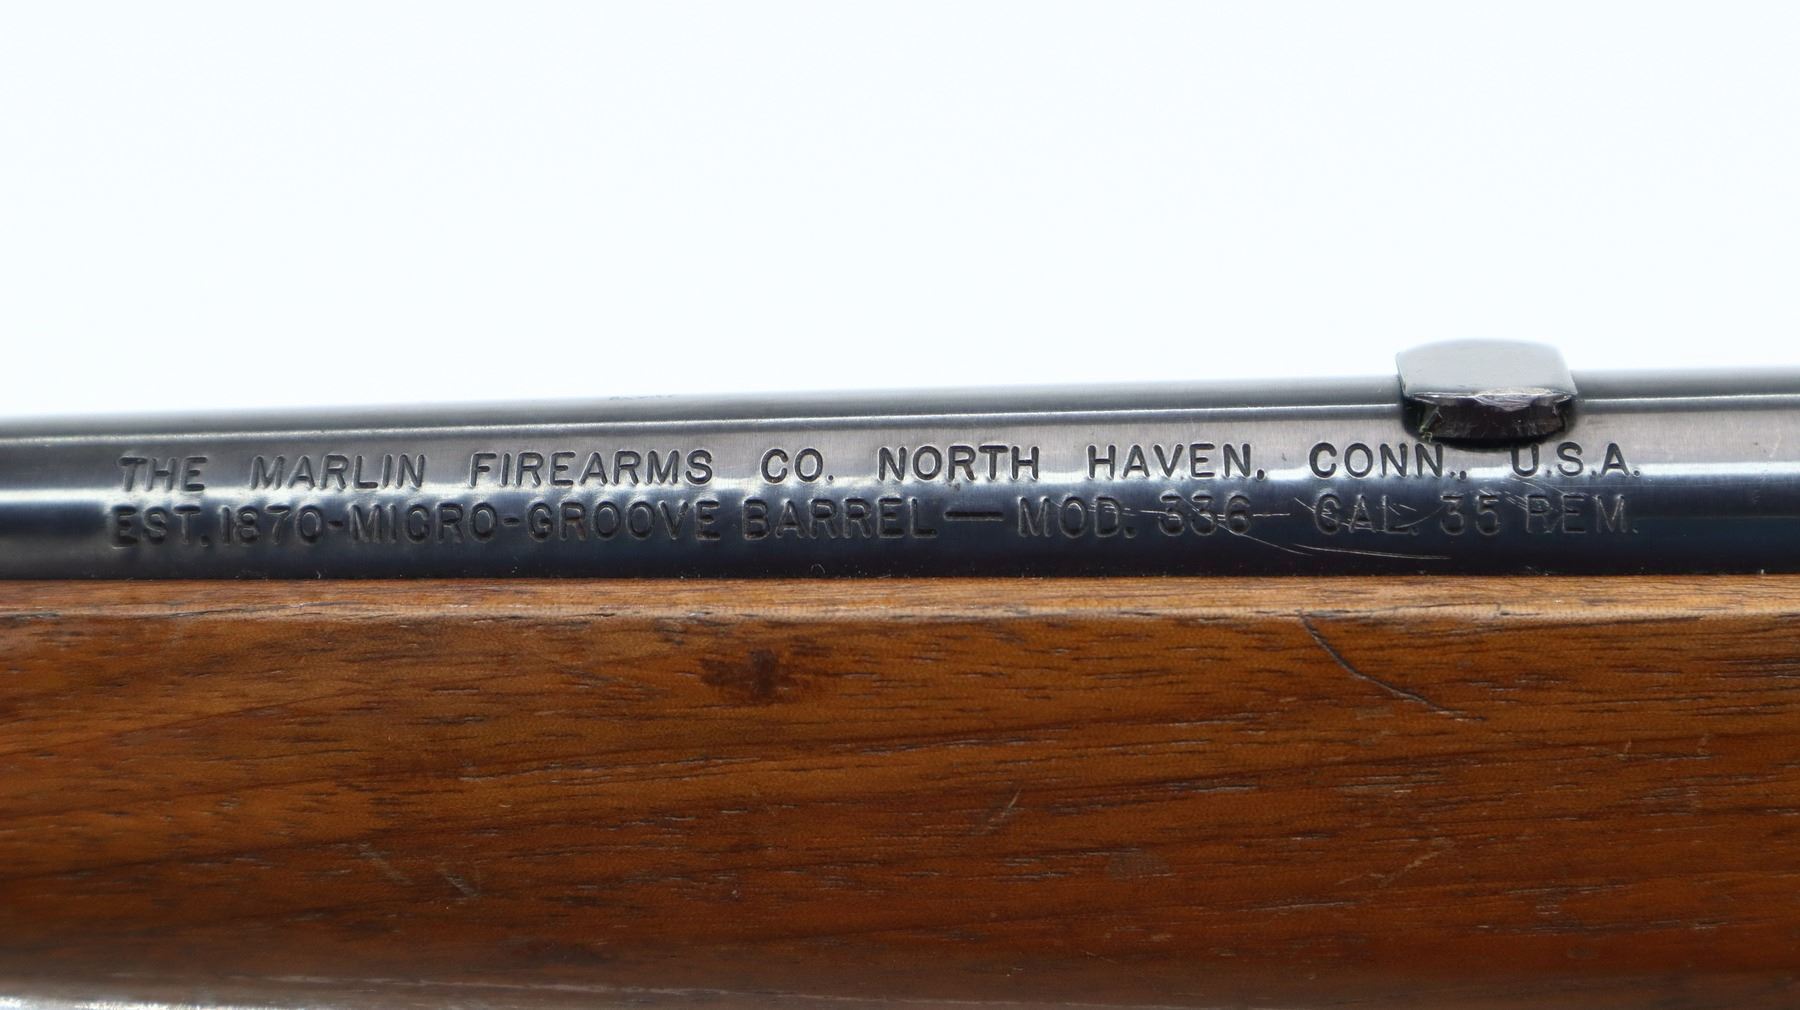 THE MARLIN FIREARMS CO. NORTH HAVEN, CONN., U.S.A.
EST. 1870-MICRO-GROOVE BARREL — MOD. 336 CAL. 35 REM.